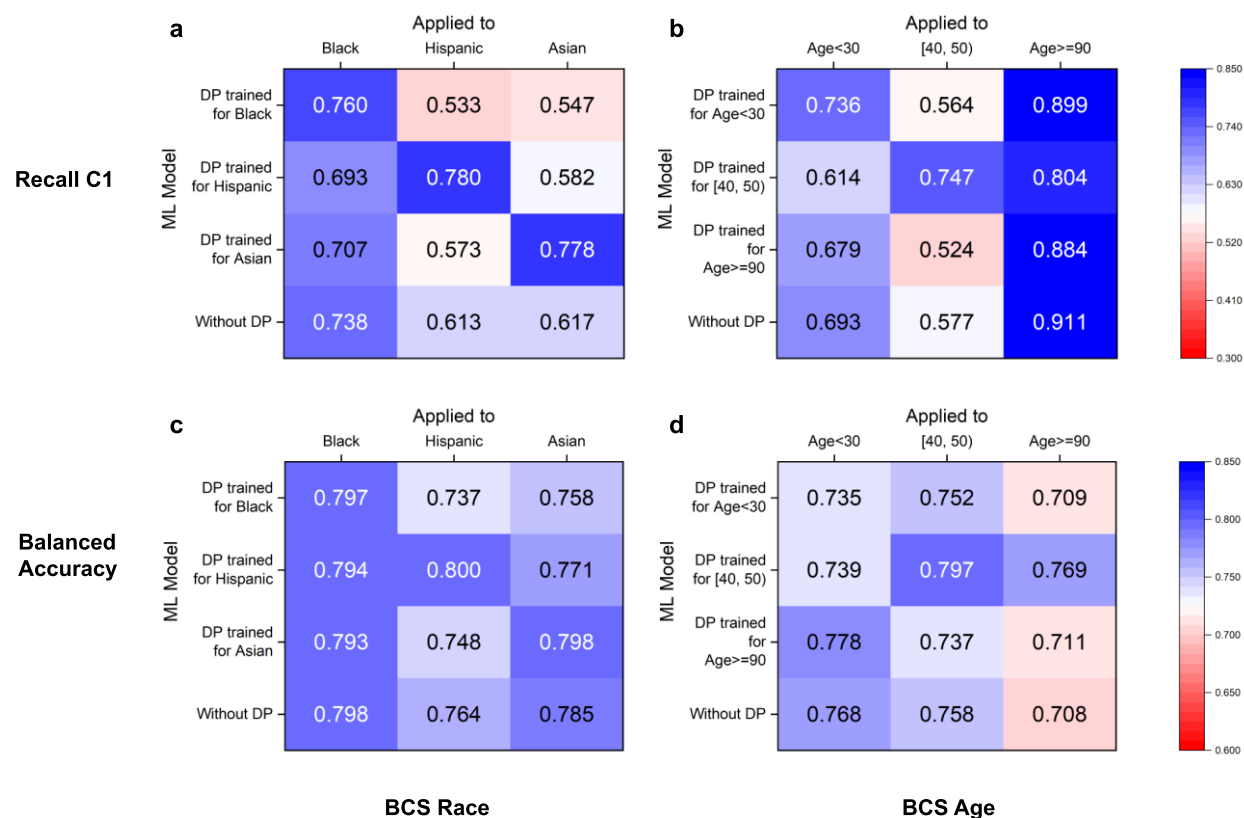 a
Applied to
Black Hispanic Asian
Recall C1
ML Model
DP trained
for Black
0.760 0.533 0.547
DP trained
for Hispanic
0.693 0.780 0.582
DP trained
for Asian
0.707 0.573 0.778
Without DP
0.738 0.613 0.617
b
Applied to
Age<30 [40, 50) Age>=90
ML Model
DP trained
for Age<30
0.736 0.564 0.899
DP trained
for [40, 50)
0.614 0.747 0.804
DP trained
for
Age>=90
0.679 0.524 0.884
Without DP
0.693 0.577 0.911
0.850
0.740
0.630
0.520
0.410
0.300
c
Applied to
Black Hispanic Asian
Balanced
Accuracy
ML Model
DP trained
for Black
0.797 0.737 0.758
DP trained
for Hispanic
0.794 0.800 0.771
DP trained
for Asian
0.793 0.748 0.798
Without DP
0.798 0.764 0.785
d
Applied to
Age<30 [40, 50) Age>=90
ML Model
DP trained
for Age<30
0.735 0.752 0.709
DP trained
for [40, 50)
0.739 0.797 0.769
DP trained
for
Age>=90
0.778 0.737 0.711
Without DP
0.768 0.758 0.708
0.850
0.800
0.750
0.700
0.650
0.600
BCS Race
BCS Age